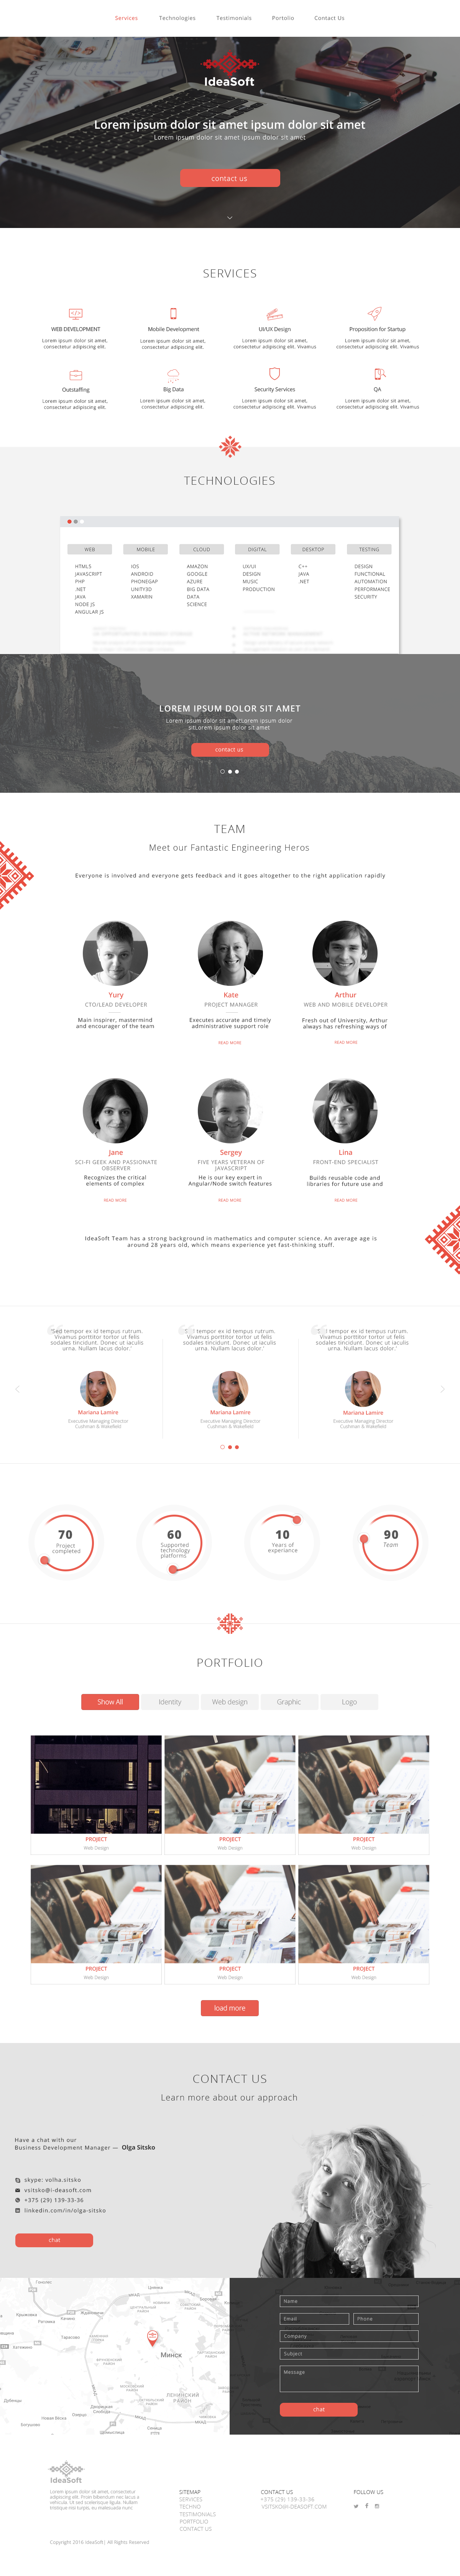 Services Technologies Testimonials Portolio Contact Us
IdeaSoft
Lorem ipsum dolor sit amet ipsum dolor sit amet
Lorem ipsum dolor sit amet ipsum dolor sit amet
contact us
SERVICES
WEB DEVELOPMENT
Lorem ipsum dolor sit amet,
consectetur adipiscing elit.
Mobile Development
Lorem ipsum dolor sit amet,
consectetur adipiscing elit.
UI/UX Design
Lorem ipsum dolor sit amet,
consectetur adipiscing elit. Vivamus
Proposition for Startup
Lorem ipsum dolor sit amet,
consectetur adipiscing elit. Vivamus
Outstaffing
Lorem ipsum dolor sit amet,
consectetur adipiscing elit.
Big Data
Lorem ipsum dolor sit amet,
consectetur adipiscing elit.
Security Services
Lorem ipsum dolor sit amet,
consectetur adipiscing elit. Vivamus
QA
Lorem ipsum dolor sit amet,
consectetur adipiscing elit. Vivamus
TECHNOLOGIES
WEB
HTML5
JAVASCRIPT
PHP
.NET
JAVA
NODE JS
ANGULAR JS
MOBILE
IOS
ANDROID
PHONEGAP
UNITY3D
XAMARIN
CLOUD
AMAZON
GOOGLE
AZURE
BIG DATA
DATA
SCIENCE
DIGITAL
UX/UI
DESIGN
MUSIC
PRODUCTION
DESKTOP
C++
JAVA
.NET
TESTING
DESIGN
FUNCTIONAL
AUTOMATION
PERFORMANCE
SECURITY
LOREM IPSUM DOLOR SIT AMET
Lorem ipsum dolor sit ametLorem ipsum dolor
sitLorem ipsum dolor sit amet
contact us
TEAM
Meet our Fantastic Engineering Heros
Everyone is involved and everyone gets feedback and it goes altogether to the right application rapidly
Yury
CTO/LEAD DEVELOPER
Main inspirer, mastermind
and encourager of the team
Kate
PROJECT MANAGER
Executes accurate and timely
administrative support role
READ MORE
Arthur
WEB AND MOBILE DEVELOPER
Fresh out of University, Arthur
always has refreshing ways of
READ MORE
Jane
SCI-FI GEEK AND PASSIONATE
OBSERVER
Recognizes the critical
elements of complex
READ MORE
Sergey
FIVE YEARS VETERAN OF
JAVASCRIPT
He is our key expert in
Angular/Node switch features
READ MORE
Lina
FRONT-END SPECIALIST
Builds reusable code and
libraries for future use and
READ MORE
IdeaSoft Team has a strong background in mathematics and computer science. An average age is
around 28 years old, which means experience yet fast-thinking stuff.
"Sed tempor ex id tempus rutrum.
Vivamus porttitor tortor ut felis
sodales tincidunt. Donec ut iaculis
urna. Nullam lacus dolor."
Mariana Lamire
Executive Managing Director
Cushman & Wakefield
tempor ex id tempus rutrum.
Vivamus porttitor tortor ut felis
sodales tincidunt. Donec ut iaculis
urna. Nullam lacus dolor."
Mariana Lamire
Executive Managing Director
Cushman & Wakefield
tempor ex id tempus rutrum.
Vivamus porttitor tortor ut felis
sodales tincidunt. Donec ut iaculis
urna. Nullam lacus dolor."
Mariana Lamire
Executive Managing Director
Cushman & Wakefield
70
Project
completed
60
Supported
technology
platforms
10
Years of
experiance
90
Team
PORTFOLIO
Show All Identity Web design Graphic Logo
PROJECT
Web Design
PROJECT
Web Design
PROJECT
Web Design
PROJECT
Web Design
PROJECT
Web Design
PROJECT
Web Design
load more
CONTACT US
Learn more about our approach
Have a chat with our
Business Development Manager — Olga Sitsko
skype: volha.sitsko
vsitsko@i-deasoft.com
+375 (29) 139-33-36
linkedin.com/in/olga-sitsko
chat
Минск
ЛЕНИНСКИЙ
РАЙОН
Name
Email
Phone
Company
Subject
Message
chat
IdeaSoft
Lorem ipsum dolor sit amet, consectetur
adipiscing elit. Proin bibendum nec lacus a
vehicula. Ut sed scelerisque ligula. Nullam
tristique nisl turpis, eu malesuada nunc
SITEMAP
SERVICES
TECHNO
TESTIMONIALS
PORTFOLIO
CONTACT US
CONTACT US
+375 (29) 139-33-36
VSITSKO@I-DEASOFT.COM
FOLLOW US
Copyright 2016 IdeaSoft| All Rights Reserved